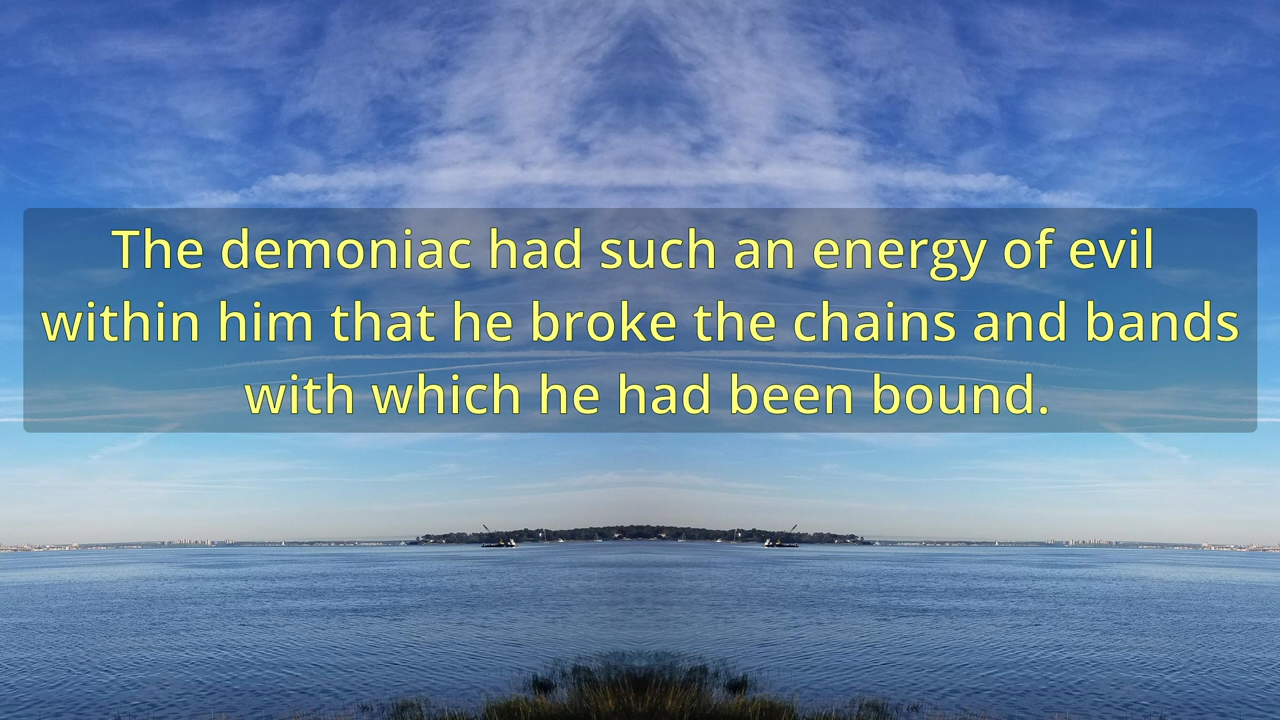 The demoniac had such an energy of evil
within him that he broke the chains and bands
with which he had been bound.